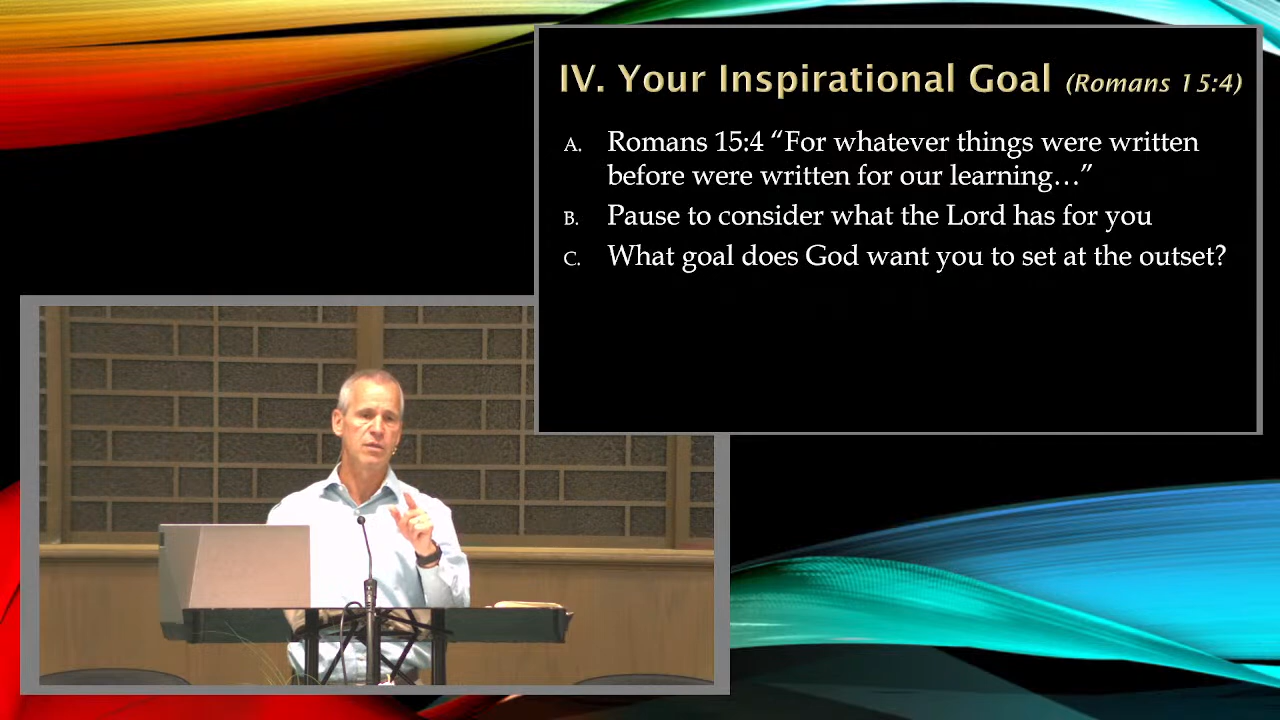 IV. Your Inspirational Goal (Romans 15:4)
A. Romans 15:4 “For whatever things were written
before were written for our learning…”
B. Pause to consider what the Lord has for you
C. What goal does God want you to set at the outset?